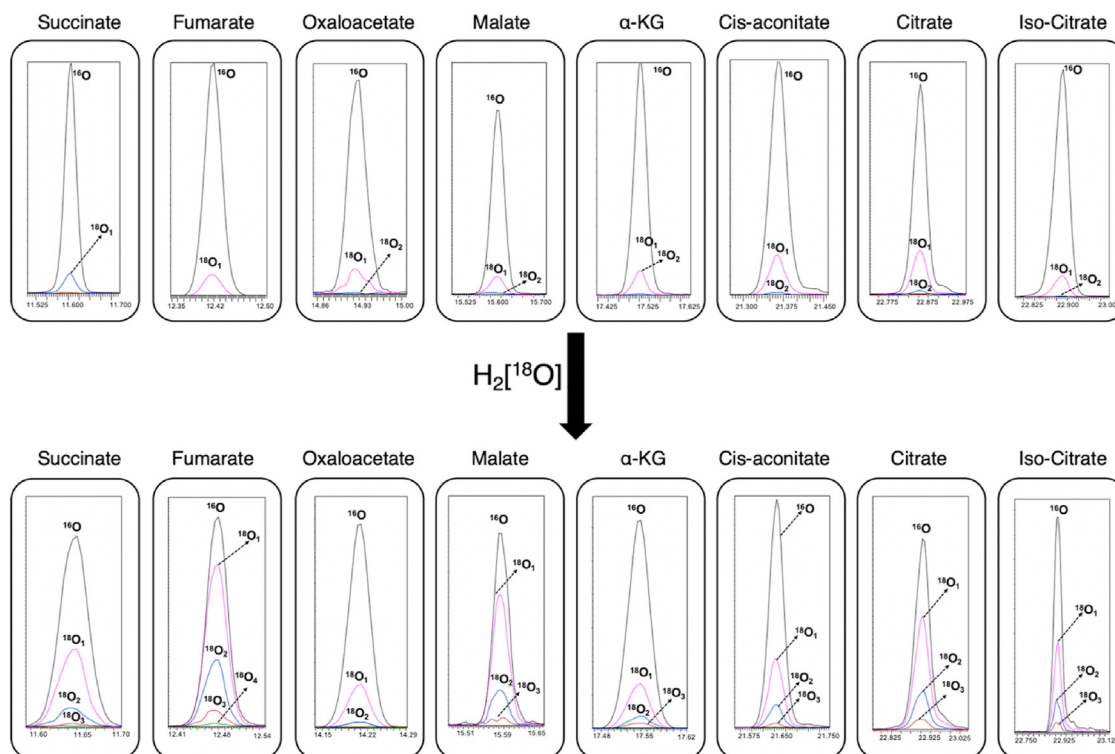 Succinate Fumarate Oxaloacetate Malate α-KG Cis-aconitate Citrate Iso-Citrate
¹⁶O ¹⁶O ¹⁶O ¹⁶O ¹⁶O ¹⁶O ¹⁶O ¹⁶O
¹⁸O₁ ¹⁸O₁ ¹⁸O₁ ¹⁸O₂ ¹⁸O₁ ¹⁸O₂ ¹⁸O₁ ¹⁸O₂ ¹⁸O₁ ¹⁸O₂ ¹⁸O₁ ¹⁸O₂ ¹⁸O₁ ¹⁸O₂
11.525 11.600 11.700 12.35 12.42 12.50 14.86 14.93 15.00 15.525 15.600 15.700 17.425 17.525 17.625 21.300 21.375 21.450 22.775 22.875 22.975 22.825 22.900 23.00
H₂[¹⁸O]
Succinate Fumarate Oxaloacetate Malate α-KG Cis-aconitate Citrate Iso-Citrate
¹⁶O ¹⁶O ¹⁶O ¹⁶O ¹⁶O ¹⁶O ¹⁶O ¹⁶O
¹⁸O₁ ¹⁸O₂ ¹⁸O₃ ¹⁸O₁ ¹⁸O₂ ¹⁸O₃ ¹⁸O₄ ¹⁸O₁ ¹⁸O₂ ¹⁸O₁ ¹⁸O₂ ¹⁸O₃ ¹⁸O₁ ¹⁸O₂ ¹⁸O₃ ¹⁸O₁ ¹⁸O₂ ¹⁸O₃ ¹⁸O₁ ¹⁸O₂ ¹⁸O₃ ¹⁸O₁ ¹⁸O₂ ¹⁸O₃
11.60 11.65 11.70 12.41 12.48 12.54 14.15 14.22 14.29 15.51 15.59 15.65 17.48 17.55 17.62 21.575 21.650 21.750 22.825 22.925 23.025 22.750 22.925 23.